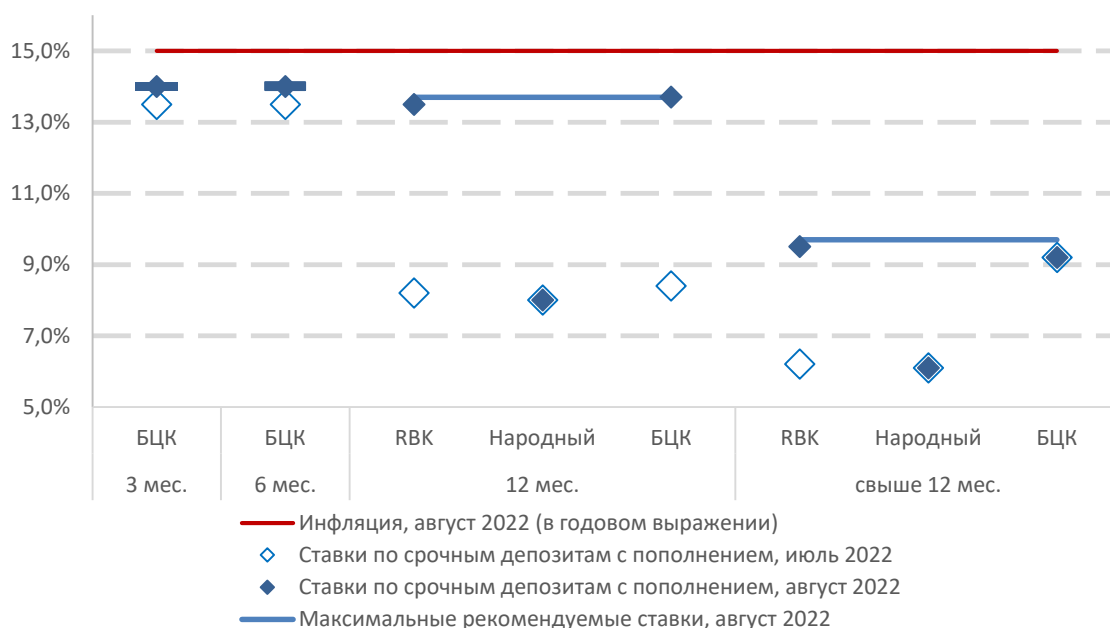 15,0%
13,0%
11,0%
9,0%
7,0%
5,0%
БЦК БЦК RBK Народный БЦК RBK Народный БЦК
3 мес. 6 мес. 12 мес. свыше 12 мес.
Инфляция, август 2022 (в годовом выражении)
Ставки по срочным депозитам с пополнением, июль 2022
Ставки по срочным депозитам с пополнением, август 2022
Максимальные рекомендуемые ставки, август 2022